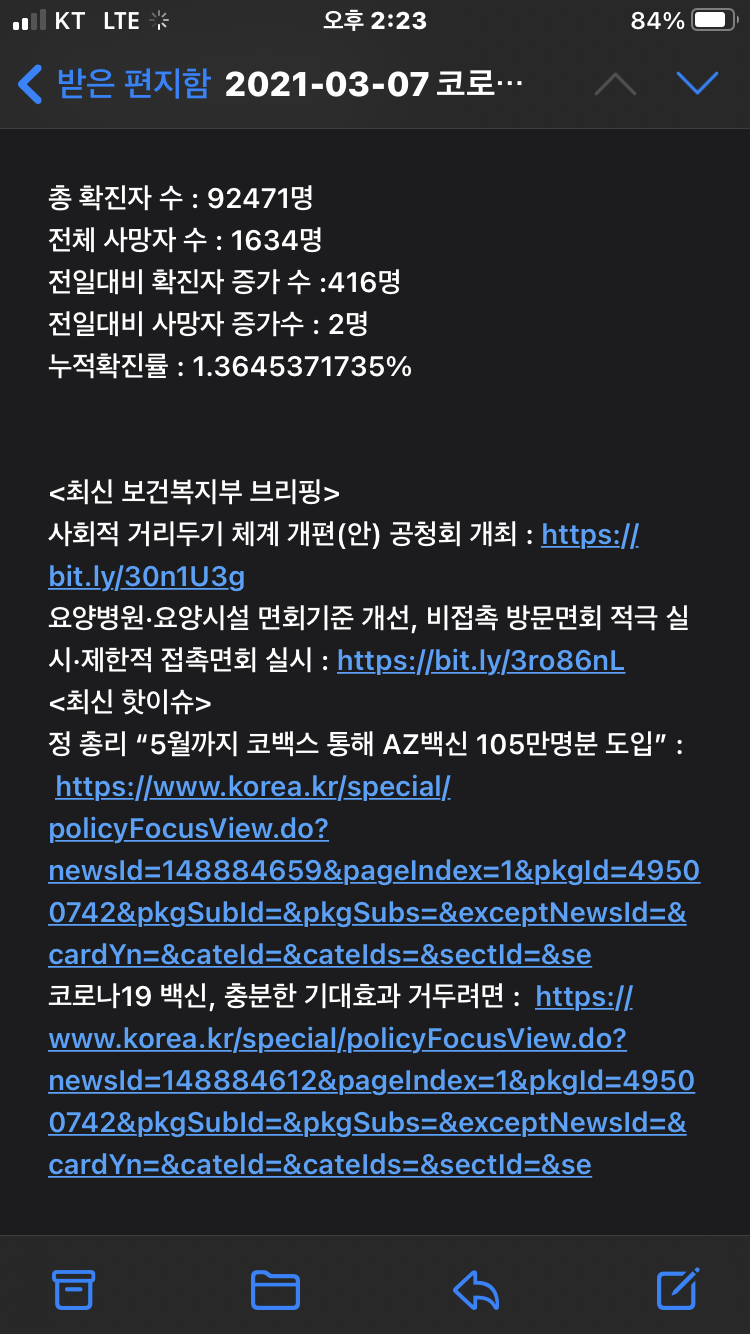 KT LTE 오후 2:23 84%
받은 편지함 2021-03-07 코로…
총 확진자 수 : 92471명
전체 사망자 수 : 1634명
전일대비 확진자 증가 수 :416명
전일대비 사망자 증가수 : 2명
누적확진률 : 1.3645371735%
<최신 보건복지부 브리핑>
사회적 거리두기 체계 개편(안) 공청회 개최 : https://
bit.ly/30n1U3g
요양병원·요양시설 면회기준 개선, 비접촉 방문면회 적극 실
시·제한적 접촉면회 실시 : https://bit.ly/3ro86nL
<최신 핫이슈>
정 총리 “5월까지 코백스 통해 AZ백신 105만명분 도입” :
https://www.korea.kr/special/
policyFocusView.do?
newsId=148884659&pageIndex=1&pkgId=4950
0742&pkgSubId=&pkgSubs=&exceptNewsId=&
cardYn=&cateId=&cateIds=&sectId=&se
코로나19 백신, 충분한 기대효과 거두려면 : https://
www.korea.kr/special/policyFocusView.do?
newsId=148884612&pageIndex=1&pkgId=4950
0742&pkgSubId=&pkgSubs=&exceptNewsId=&
cardYn=&cateId=&cateIds=&sectId=&se